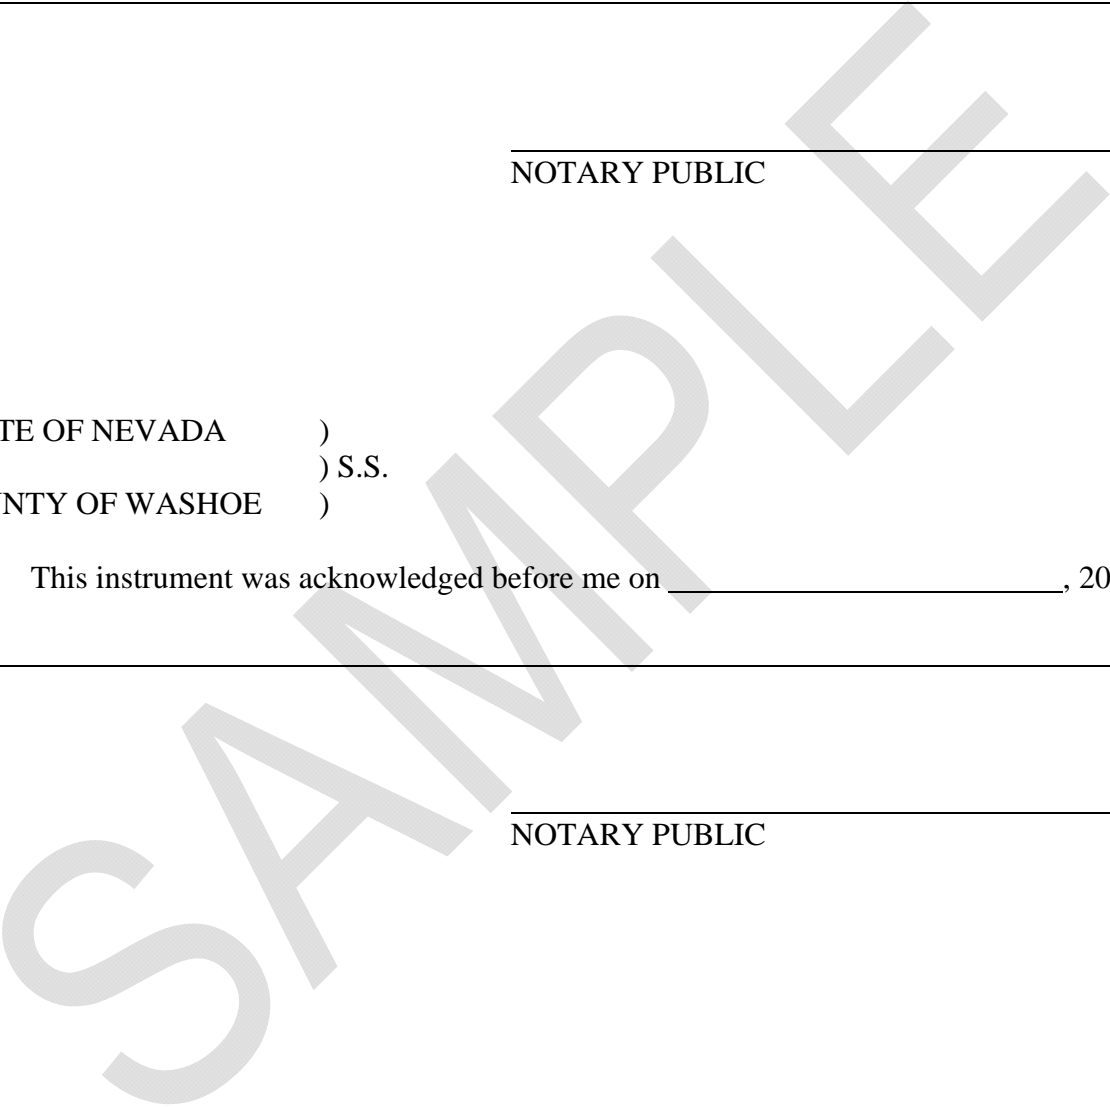 NOTARY PUBLIC
TE OF NEVADA )
) S.S.
NTY OF WASHOE )
This instrument was acknowledged before me on , 20
NOTARY PUBLIC
SAMPLE